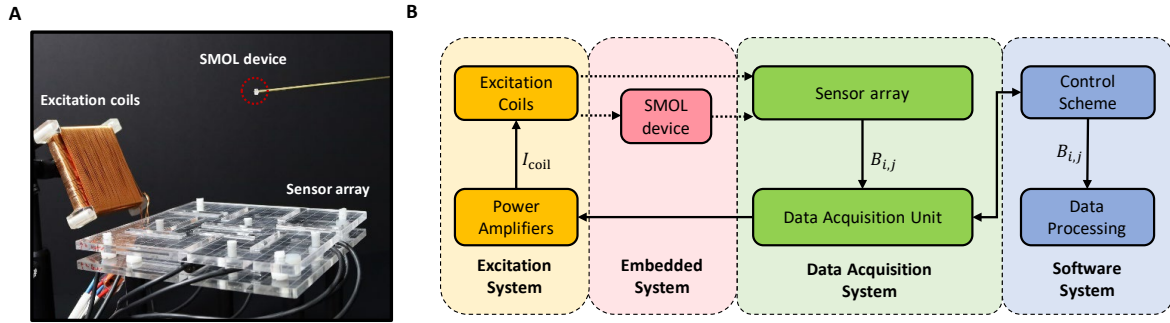 A
SMOL device
Excitation coils
Sensor array
B
Excitation
Coils
SMOL
device
Sensor array
Control
Scheme
I_coil
B_i,j
B_i,j
Power
Amplifiers
Data Acquisition Unit
Data
Processing
Excitation
System
Embedded
System
Data Acquisition
System
Software
System